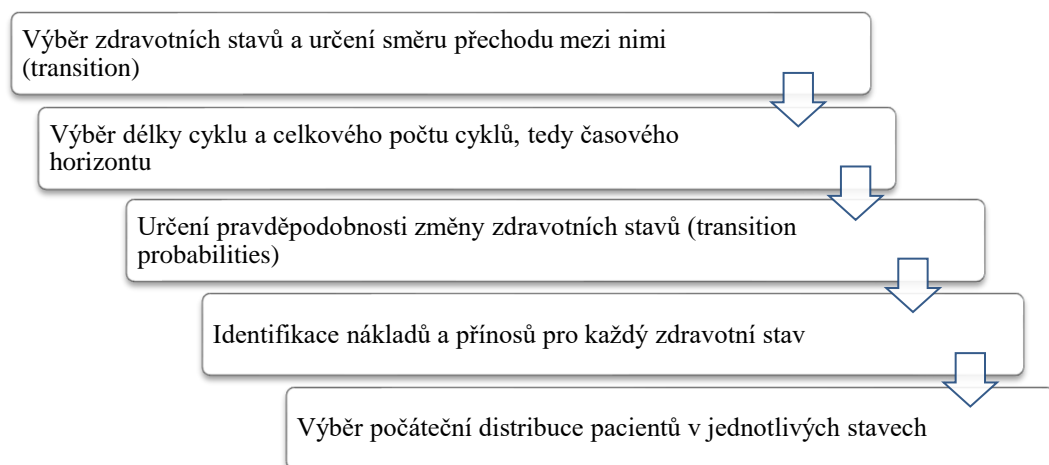 Výběr zdravotních stavů a určení směru přechodu mezi nimi
(transition)
Výběr délky cyklu a celkového počtu cyklů, tedy časového
horizontu
Určení pravděpodobnosti změny zdravotních stavů (transition
probabilities)
Identifikace nákladů a přínosů pro každý zdravotní stav
Výběr počáteční distribuce pacientů v jednotlivých stavech